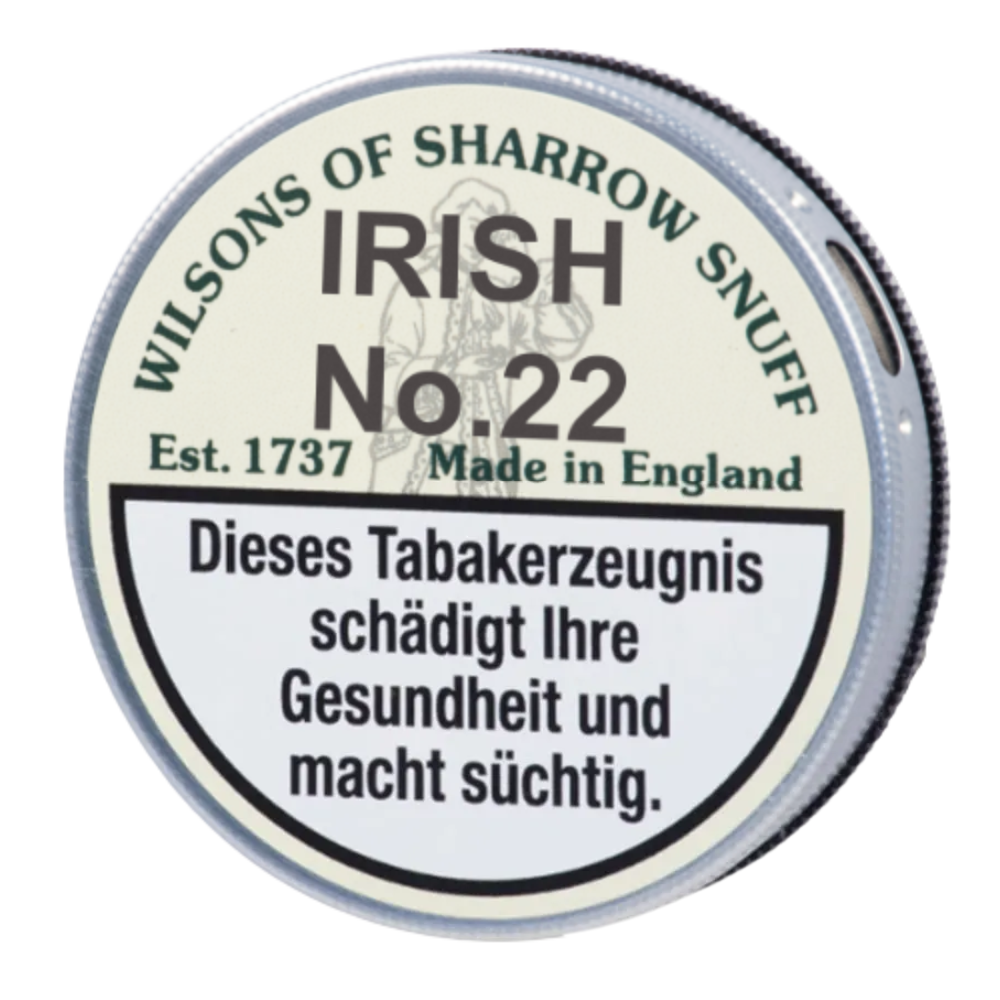 WILSONS OF SHARROW SNUFF
IRISH
No.22
Est. 1737 Made in England
Dieses Tabakerzeugnis
schädigt Ihre
Gesundheit und
macht süchtig.